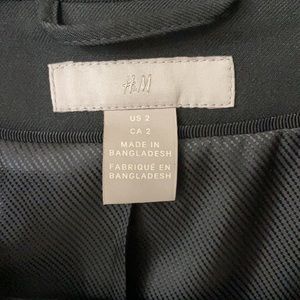 H&M
US 2
CA 2
MADE IN
BANGLADESH
FABRIQUÉ EN
BANGLADESH